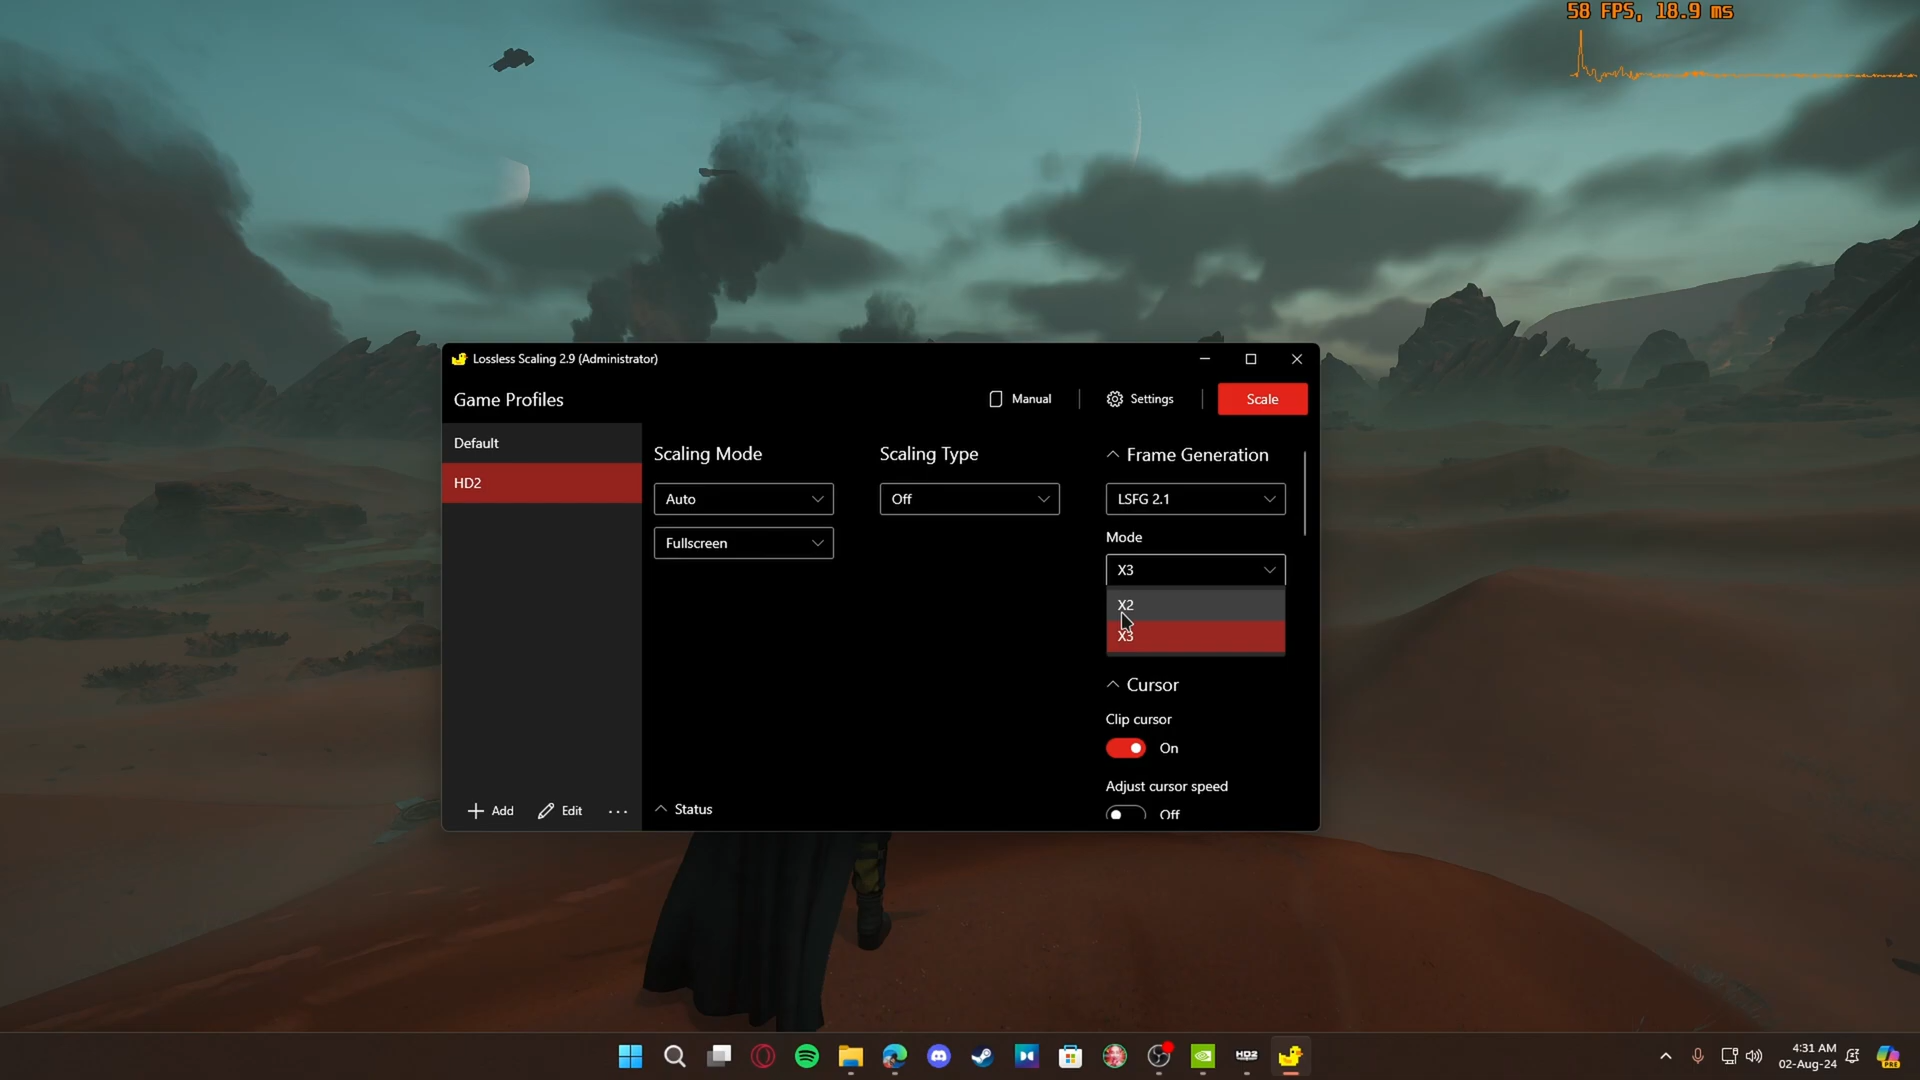 58 FPS, 18.9 ms
Lossless Scaling 2.9 (Administrator)
Game Profiles
Manual
Settings
Scale
Default
HD2
Scaling Mode
Auto
Fullscreen
Scaling Type
Off
Frame Generation
LSFG 2.1
Mode
X3
X2
X3
Cursor
Clip cursor
On
Adjust cursor speed
Off
Add
Edit
Status
HD2
4:31 AM
02-Aug-24
PRE